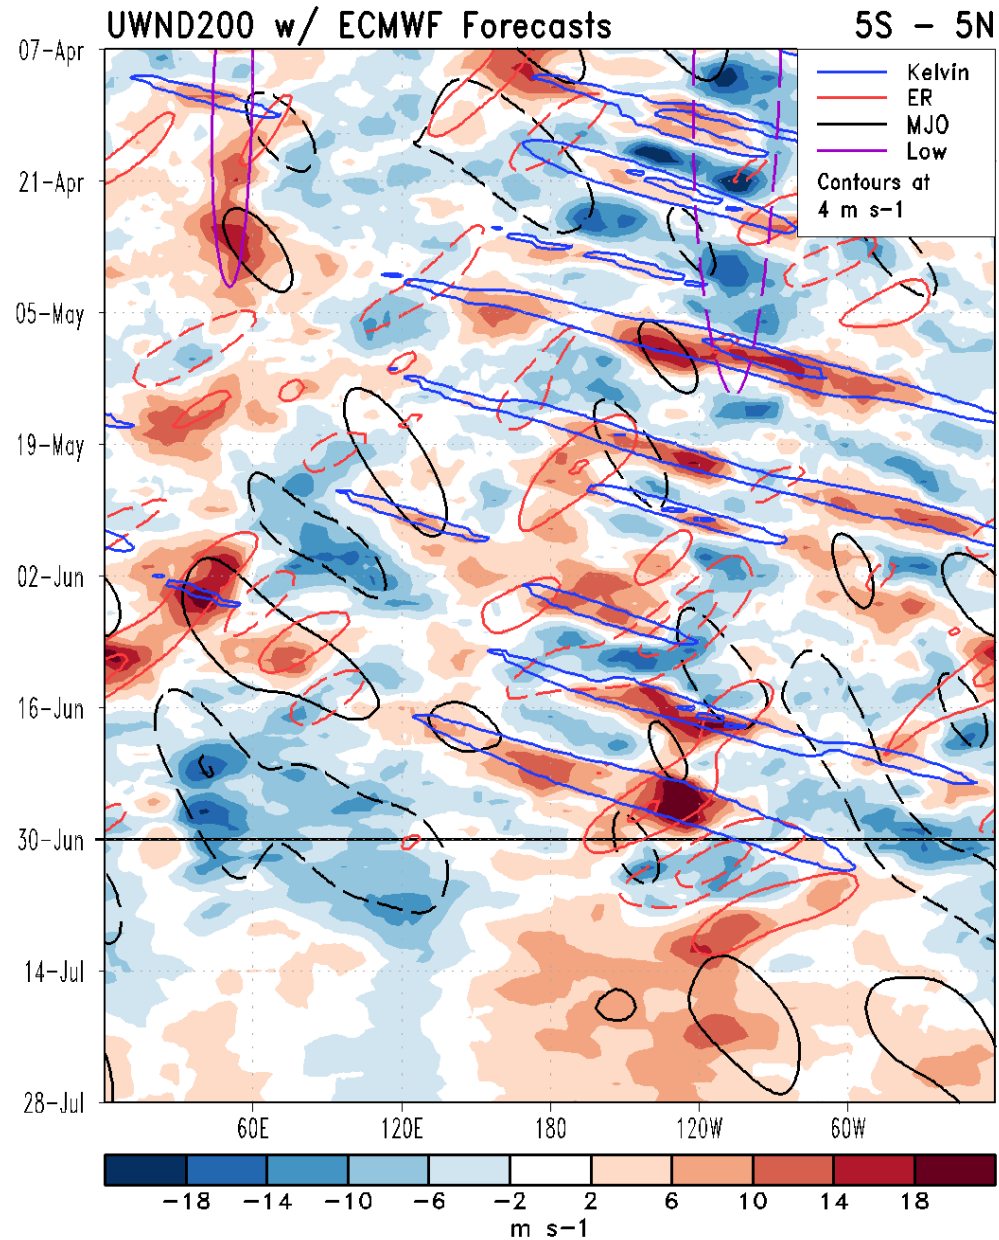 UWND200 w/ ECMWF Forecasts 5S - 5N
07-Apr
21-Apr
05-May
19-May
02-Jun
16-Jun
30-Jun
14-Jul
28-Jul
Kelvin
ER
MJO
Low
Contours at
4 m s-1
60E 120E 180 120W 60W
-18 -14 -10 -6 -2 2 6 10 14 18
m s-1